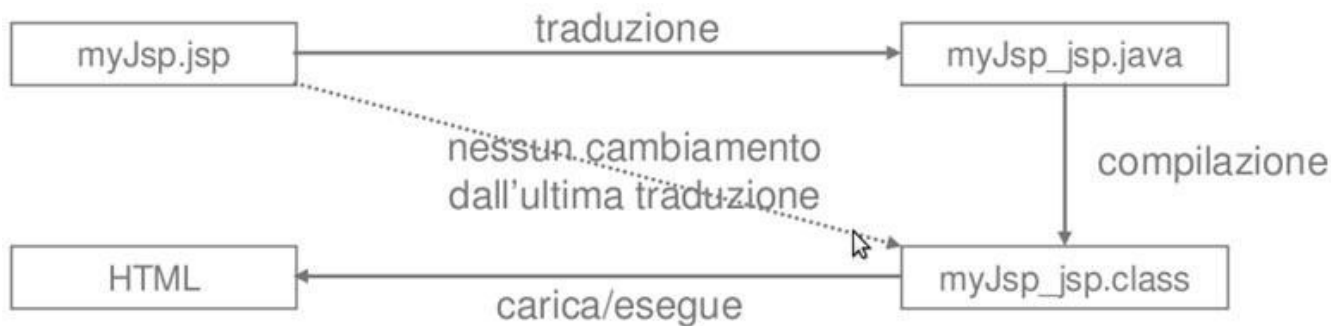 traduzione
myJsp.jsp
myJsp_jsp.java
nessun cambiamento
dall'ultima traduzione
compilazione
HTML
myJsp_jsp.class
carica/esegue